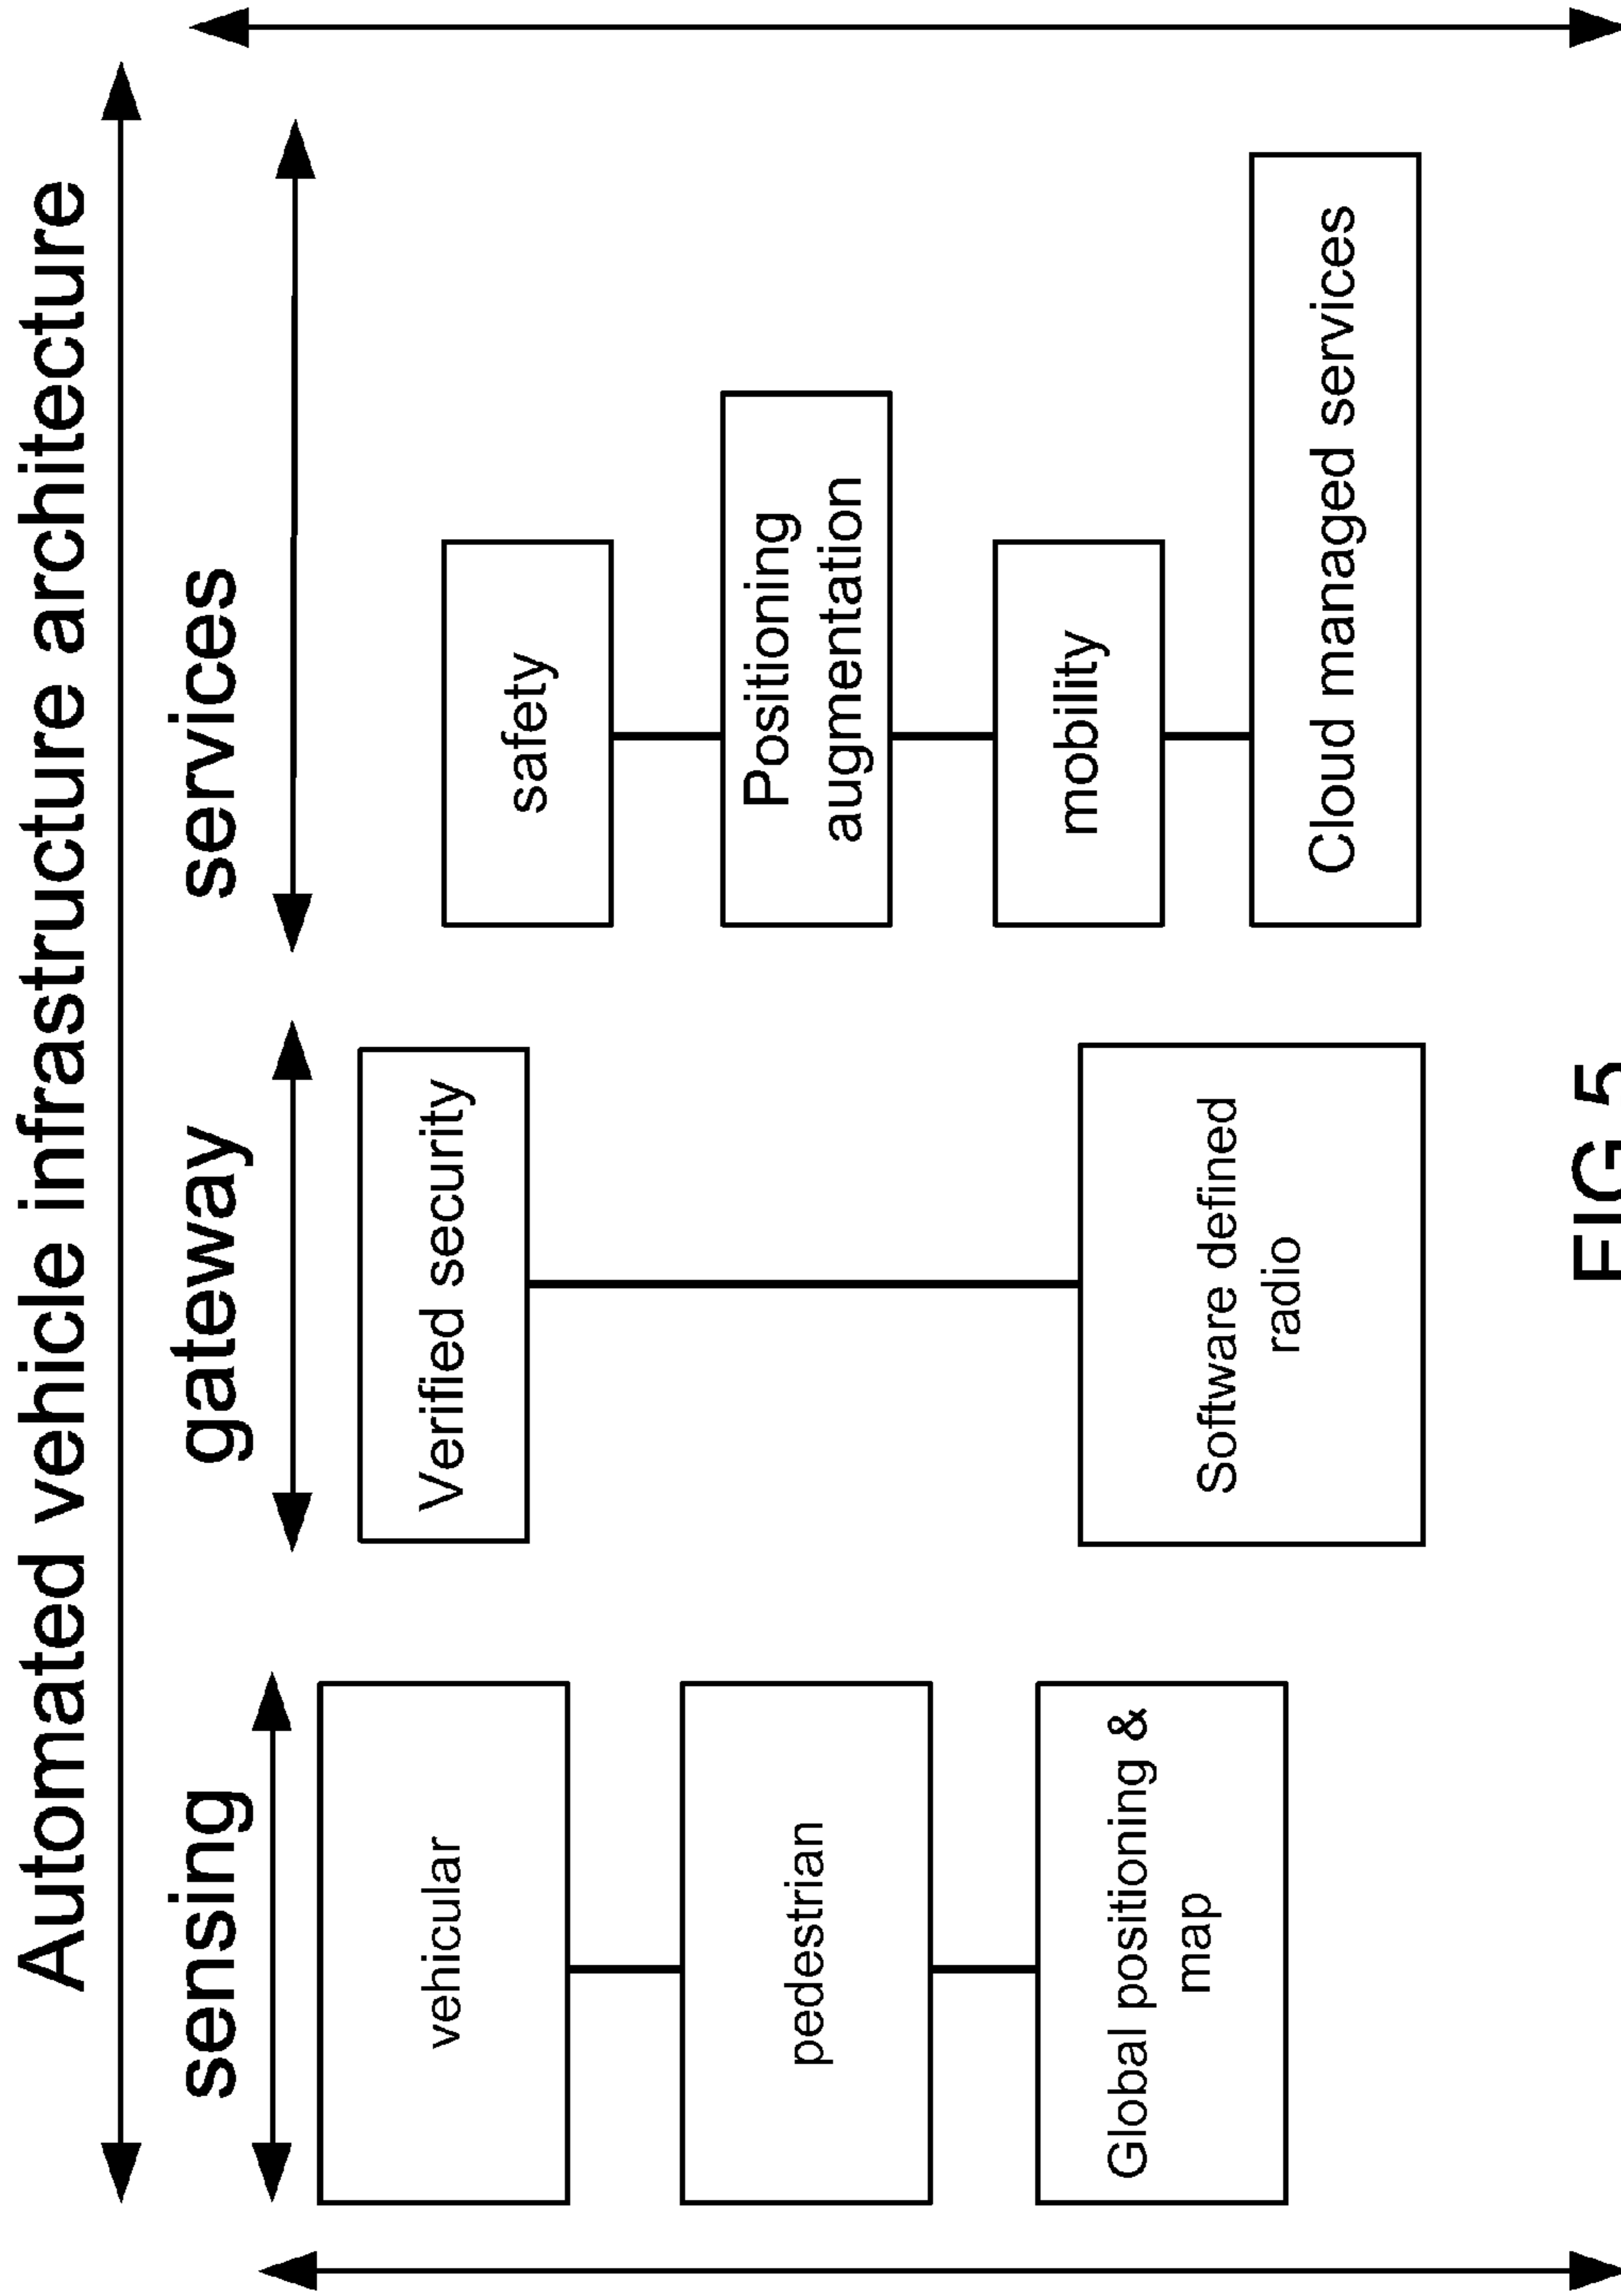 Automated vehicle infrastructure architecture
sensing
vehicular
pedestrian
Global positioning &
map
gateway
Verified security
Software defined
radio
services
safety
Positioning
augmentation
mobility
Cloud managed services
FIG 5